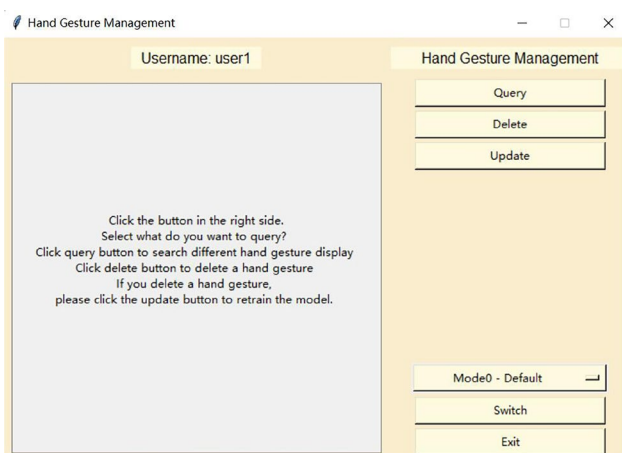 Hand Gesture Management
Username: user1
Hand Gesture Management
Query
Delete
Update
Click the button in the right side.
Select what do you want to query?
Click query button to search different hand gesture display
Click delete button to delete a hand gesture
If you delete a hand gesture,
please click the update button to retrain the model.
Mode0 - Default
Switch
Exit